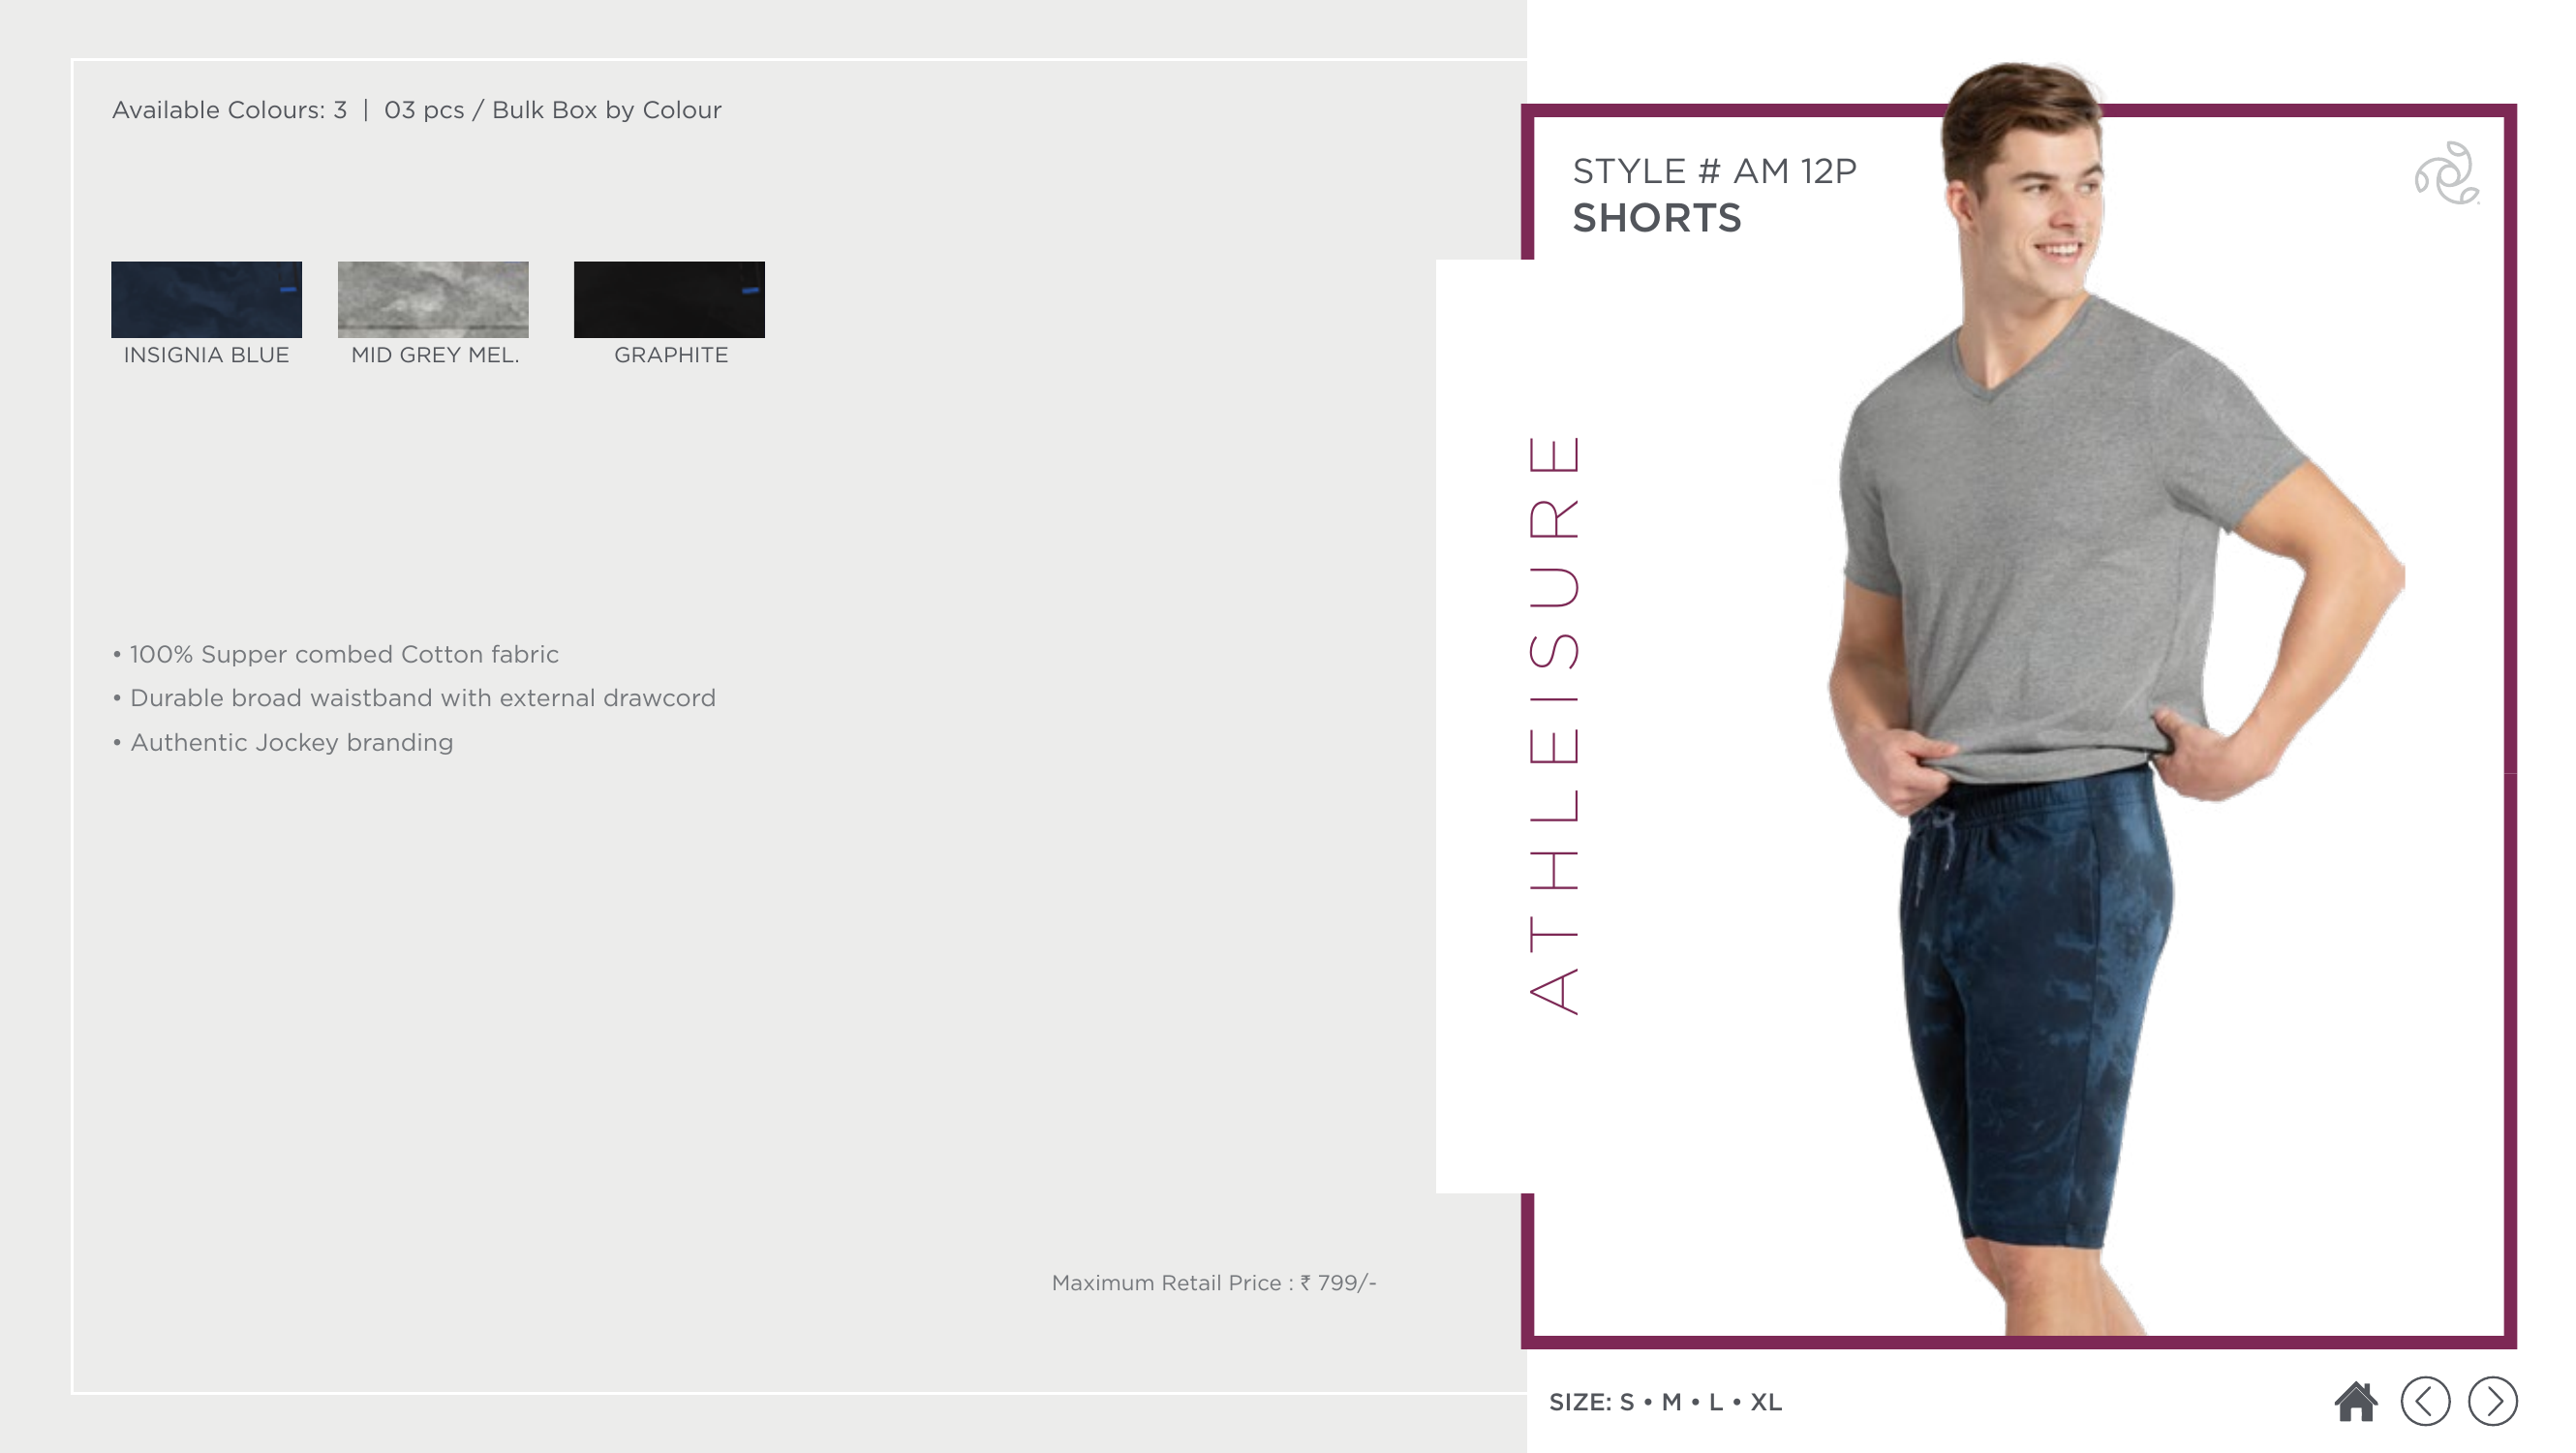 Available Colours: 3 | 03 pcs / Bulk Box by Colour
INSIGNIA BLUE
MID GREY MEL.
GRAPHITE
• 100% Supper combed Cotton fabric
• Durable broad waistband with external drawcord
• Authentic Jockey branding
Maximum Retail Price : ₹ 799/-
STYLE # AM 12P
SHORTS
ATHLEISURE
SIZE: S • M • L • XL